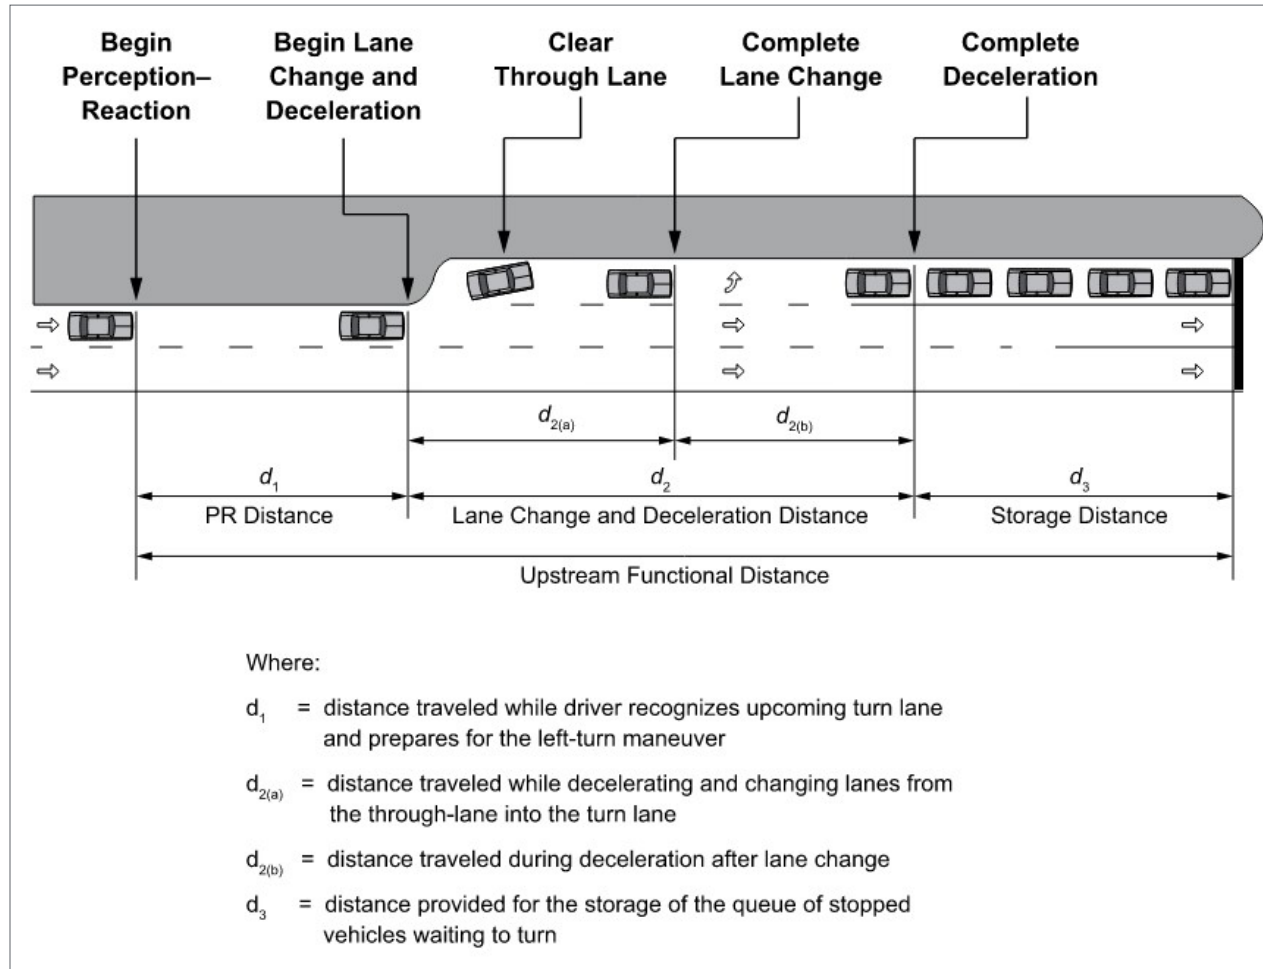 Begin
Perception–
Reaction
Begin Lane
Change and
Deceleration
Clear
Through Lane
Complete
Lane Change
Complete
Deceleration
d2(a)
d2(b)
d1
d2
d3
PR Distance
Lane Change and Deceleration Distance
Storage Distance
Upstream Functional Distance
Where:
d1 = distance traveled while driver recognizes upcoming turn lane
and prepares for the left-turn maneuver
d2(a) = distance traveled while decelerating and changing lanes from
the through-lane into the turn lane
d2(b) = distance traveled during deceleration after lane change
d3 = distance provided for the storage of the queue of stopped
vehicles waiting to turn